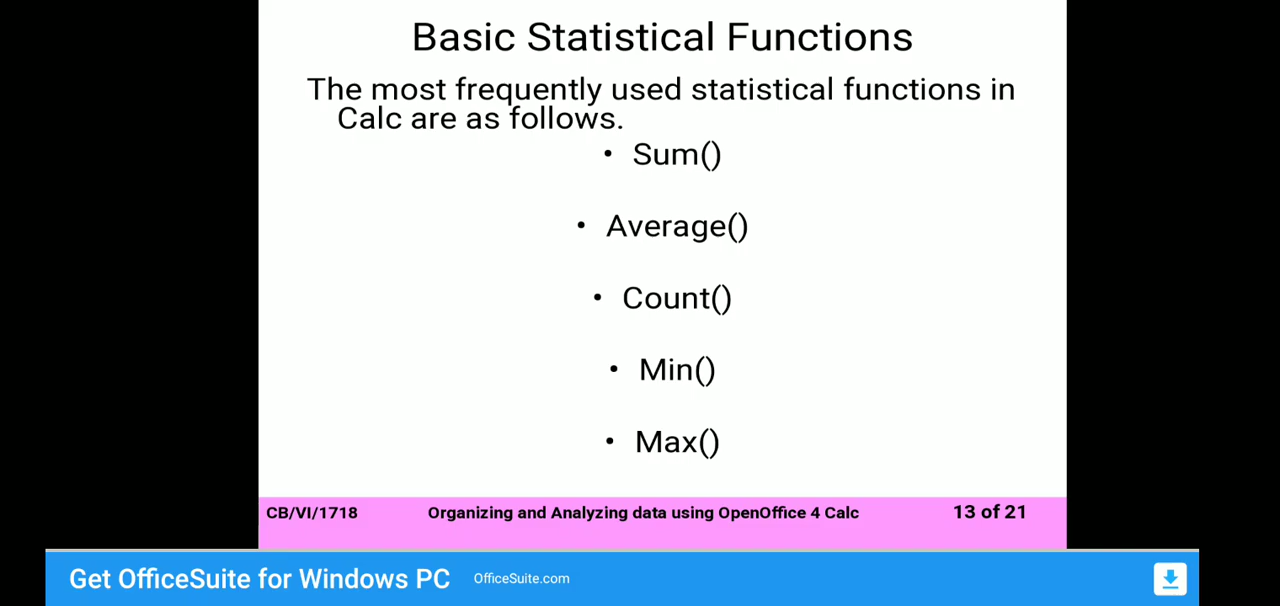 Basic Statistical Functions
The most frequently used statistical functions in
Calc are as follows.
• Sum()
• Average()
• Count()
• Min()
• Max()
CB/VI/1718 Organizing and Analyzing data using OpenOffice 4 Calc 13 of 21
Get OfficeSuite for Windows PC OfficeSuite.com